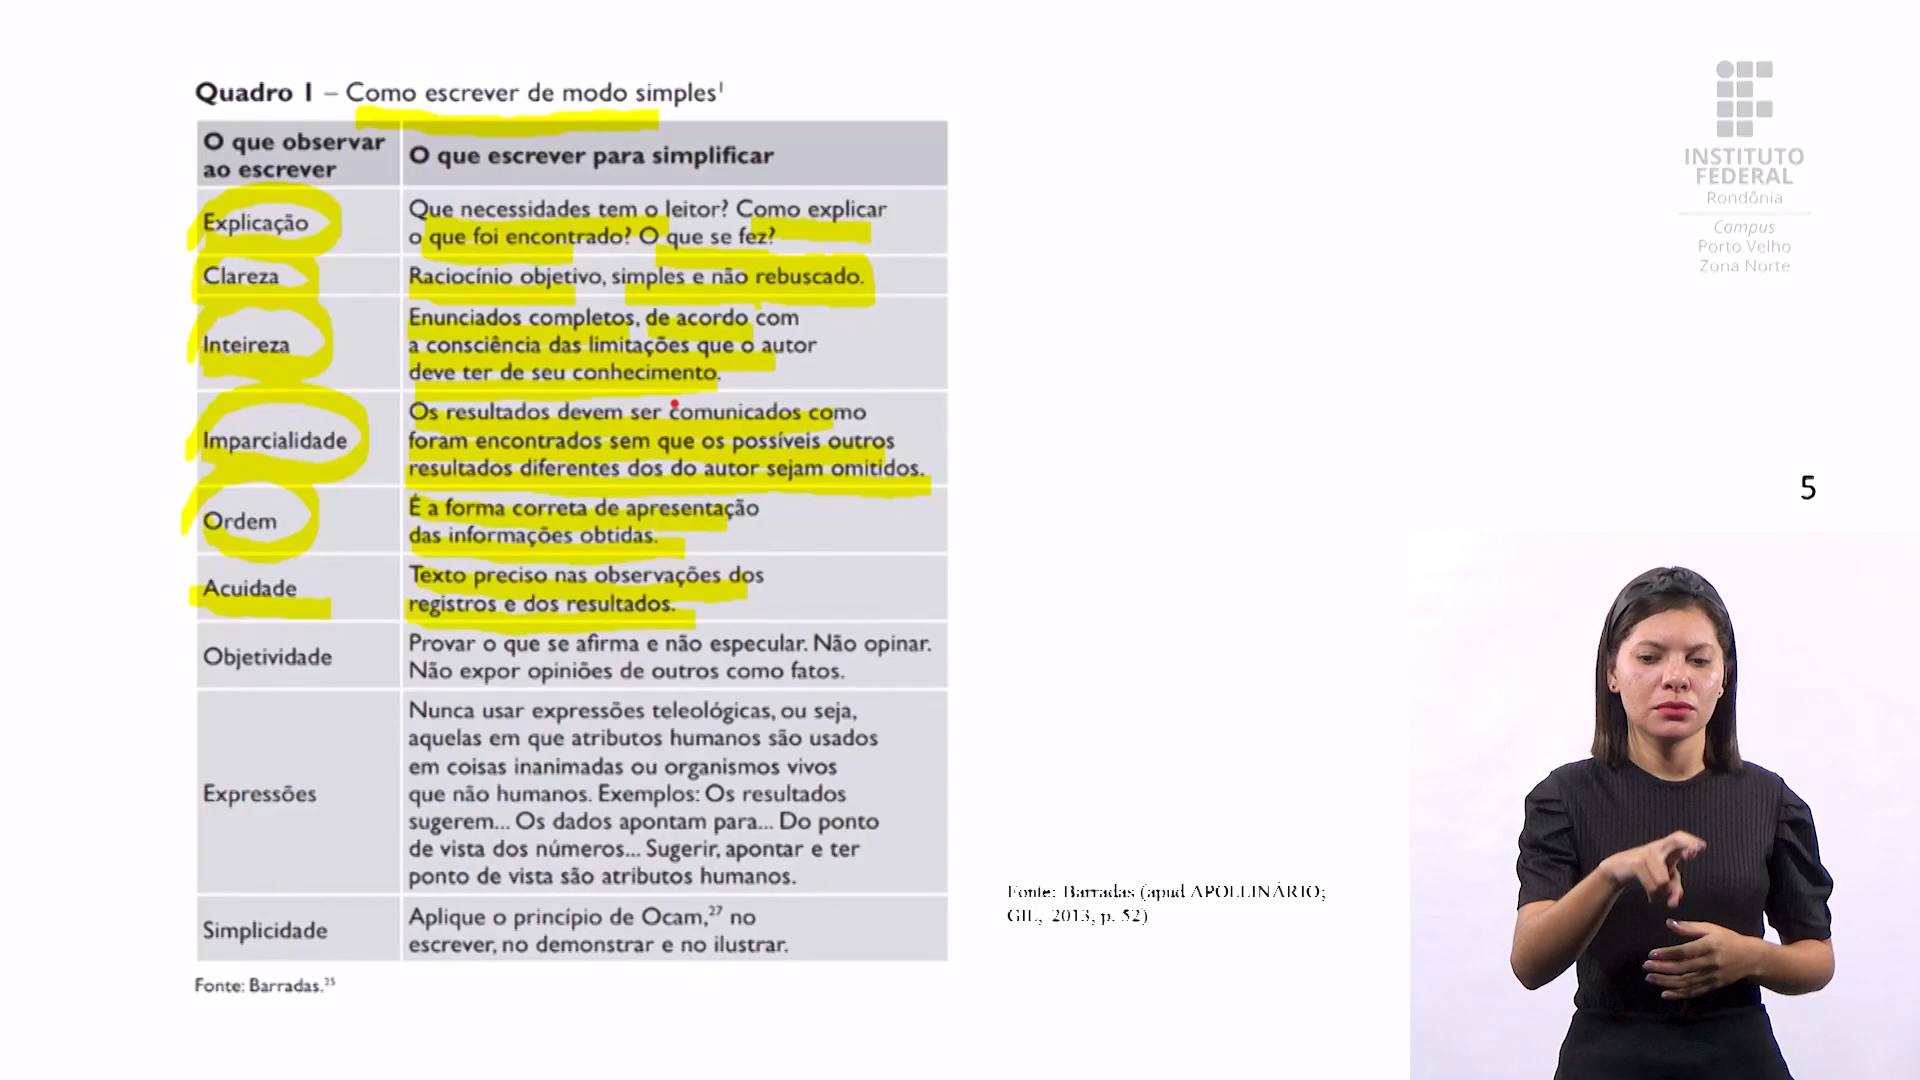 Quadro 1 – Como escrever de modo simples¹
O que observar
ao escrever
O que escrever para simplificar
Explicação
Que necessidades tem o leitor? Como explicar
o que foi encontrado? O que se fez?
Clareza
Raciocínio objetivo, simples e não rebuscado.
Inteireza
Enunciados completos, de acordo com
a consciência das limitações que o autor
deve ter de seu conhecimento.
Imparcialidade
Os resultados devem ser comunicados como
foram encontrados sem que os possíveis outros
resultados diferentes dos do autor sejam omitidos.
Ordem
É a forma correta de apresentação
das informações obtidas.
Acuidade
Texto preciso nas observações dos
registros e dos resultados.
Objetividade
Provar o que se afirma e não especular. Não opinar.
Não expor opiniões de outros como fatos.
Expressões
Nunca usar expressões teleológicas, ou seja,
aquelas em que atributos humanos são usados
em coisas inanimadas ou organismos vivos
que não humanos. Exemplos: Os resultados
sugerem... Os dados apontam para... Do ponto
de vista dos números... Sugerir, apontar e ter
ponto de vista são atributos humanos.
Simplicidade
Aplique o princípio de Ocam,²⁷ no
escrever, no demonstrar e no ilustrar.
Fonte: Barradas.²⁵
Fonte: Barradas (apud APOLLINÁRIO;
GIL, 2013, p. 52)
INSTITUTO
FEDERAL
Rondônia
Campus
Porto Velho
Zona Norte
5